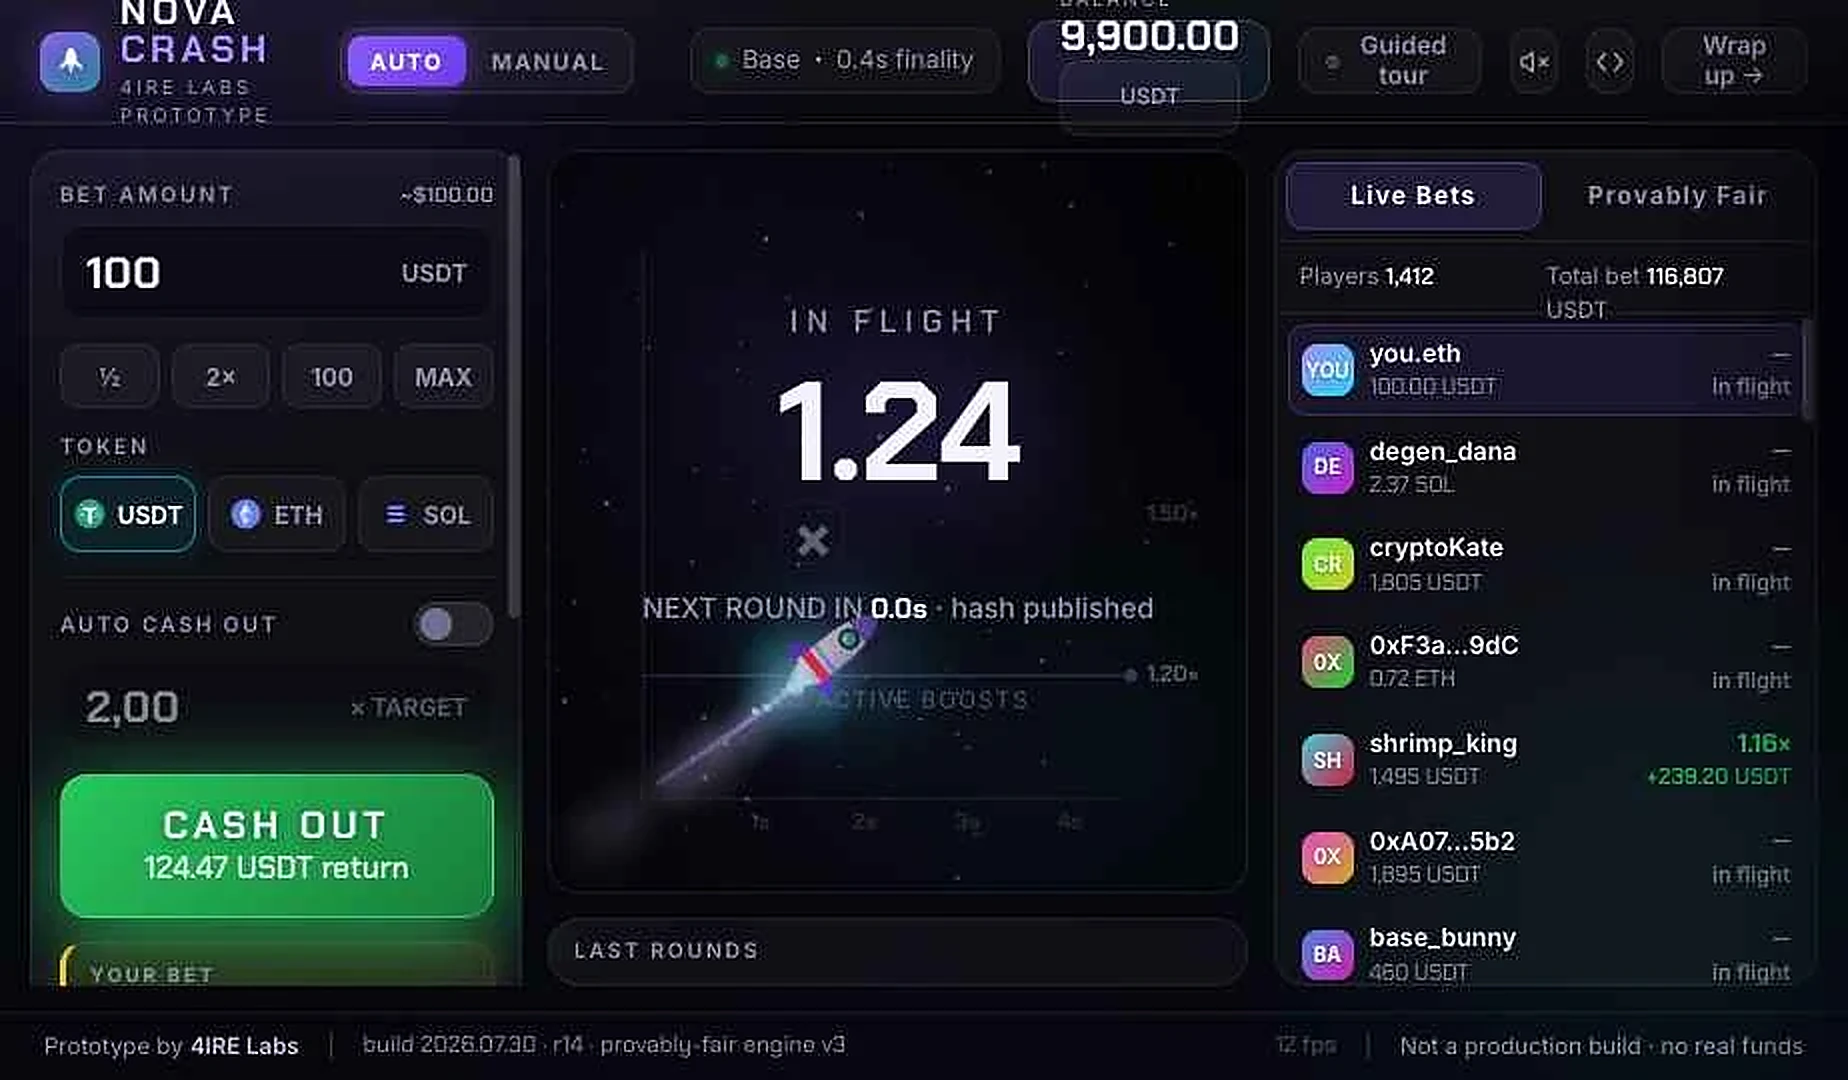 NOVA
CRASH
4IRE LABS
PROTOTYPE
AUTO
MANUAL
Base · 0.4s finality
BALANCE
9,900.00
USDT
Guided
tour
Wrap
up →
BET AMOUNT
~$100.00
100
USDT
½
2×
100
MAX
TOKEN
USDT
ETH
SOL
AUTO CASH OUT
2,00
× TARGET
CASH OUT
124.47 USDT return
YOUR BET
IN FLIGHT
1.24
×
1.50×
NEXT ROUND IN 0.0s · hash published
1.20×
ACTIVE BOOSTS
1s
2s
3s
4s
LAST ROUNDS
Live Bets
Provably Fair
Players 1,412
Total bet 116,807
USDT
YOU
you.eth
—
100.00 USDT
in flight
DE
degen_dana
—
2.37 SOL
in flight
CR
cryptoKate
—
1,805 USDT
in flight
0X
0xF3a...9dC
—
0.72 ETH
in flight
SH
shrimp_king
1.16×
1,495 USDT
+239.20 USDT
0X
0xA07...5b2
—
1,895 USDT
in flight
BA
base_bunny
—
460 USDT
in flight
Prototype by 4IRE Labs
build 2026.07.30 · r14 · provably-fair engine v3
12 fps
Not a production build · no real funds